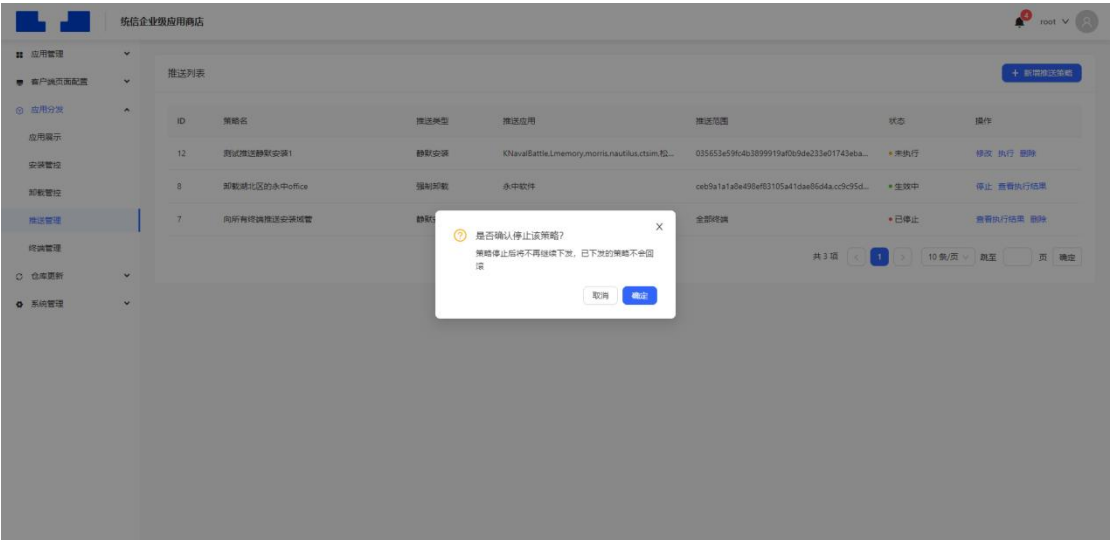 统信企业级应用商店
4
root
应用管理
客户端页面配置
应用分发
应用展示
安装管控
卸载管控
推送管理
终端管理
仓库更新
系统管理
推送列表
+ 新增推送策略
ID 策略名 推送类型 推送应用 推送范围 状态 操作
12 测试推送静默安装1 静默安装 KNavalBattle,Lmemory,morris,nautilus,ctsim,松... 035653e59fc4b3899919af0b9de233e01743eba... 未执行 修改 执行 删除
8 卸载湖北区的永中office 强制卸载 永中软件 ceb9a1a1a8e498ef83105a41dae86d4a,cc9c95d... 生效中 停止 查看执行结果
7 向所有终端推送安装域管 静默 全部终端 已停止 查看执行结果 删除
共 3 项 < 1 > 10 条/页 跳至 页 确定
是否确认停止该策略? X
策略停止后将不再继续下发，已下发的策略不会回
滚
取消 确定